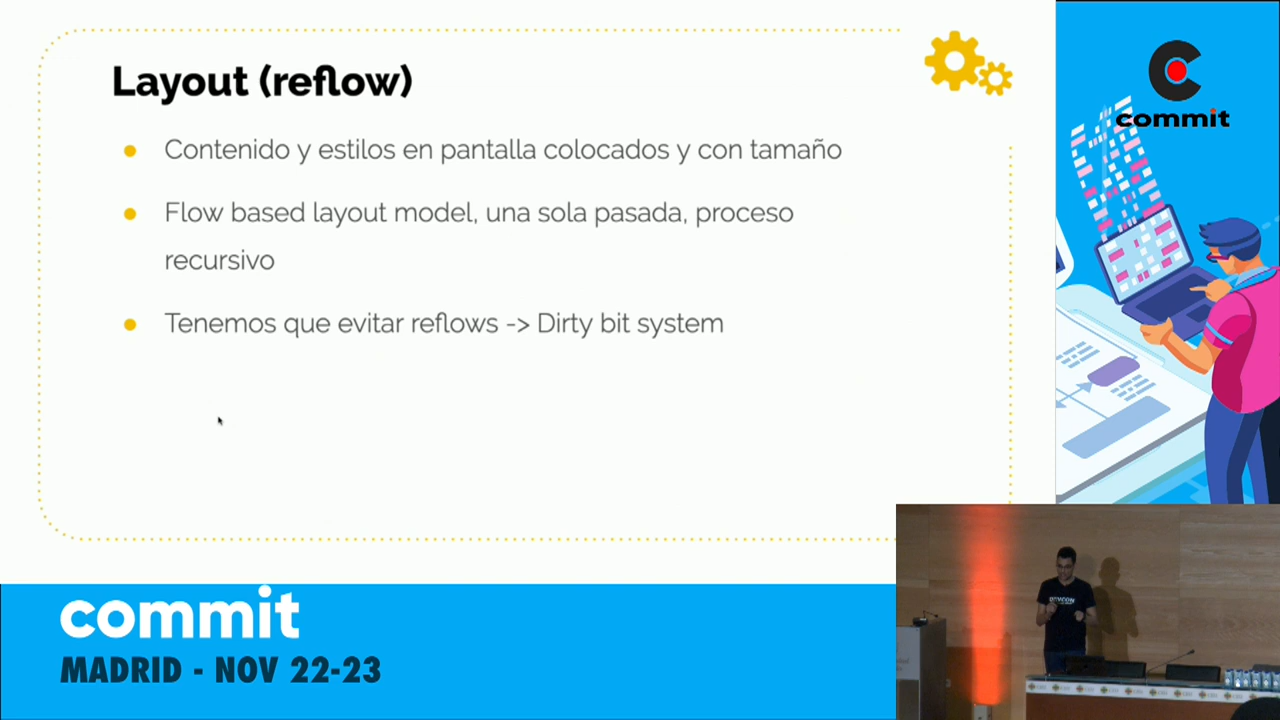 Layout (reflow)
Contenido y estilos en pantalla colocados y con tamaño
Flow based layout model, una sola pasada, proceso
recursivo
Tenemos que evitar reflows -> Dirty bit system
commit
commit
MADRID - NOV 22-23